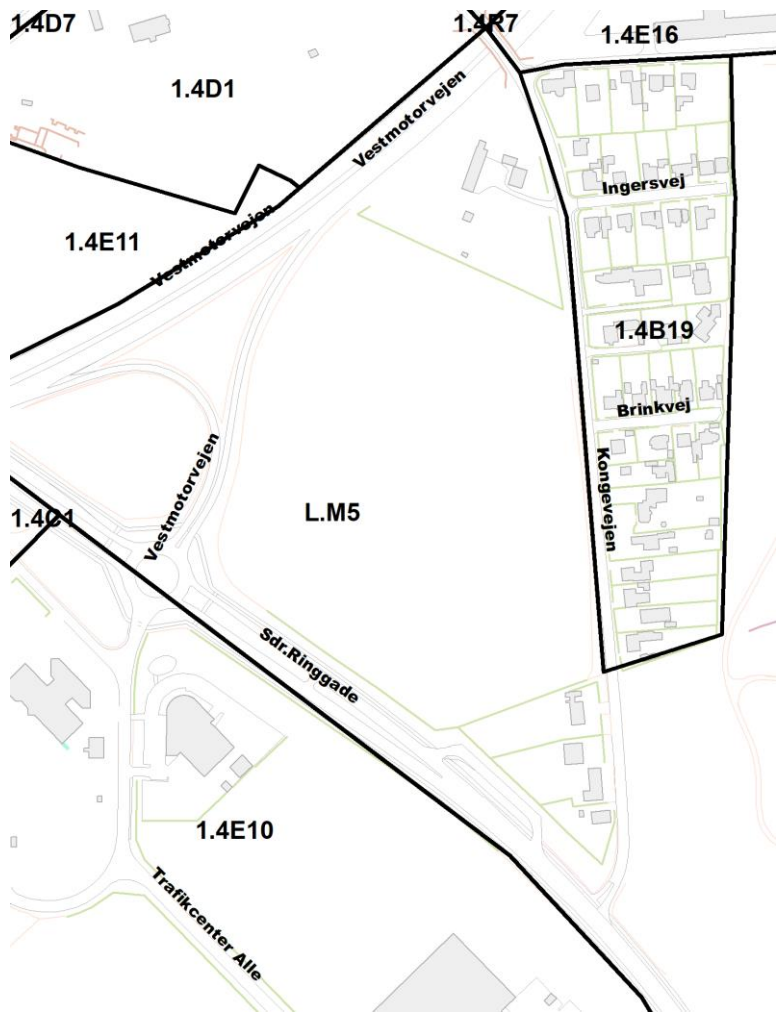 1.4D7
1.4R7
1.4E16
1.4D1
Vestmotorvejen
Ingersvej
1.4E11
Vestmotorvejen
1.4B19
Brinkvej
Kongevejen
Vestmotorvejen
L.M5
1.4C1
Sdr.Ringgade
1.4E10
Trafikcenter Alle